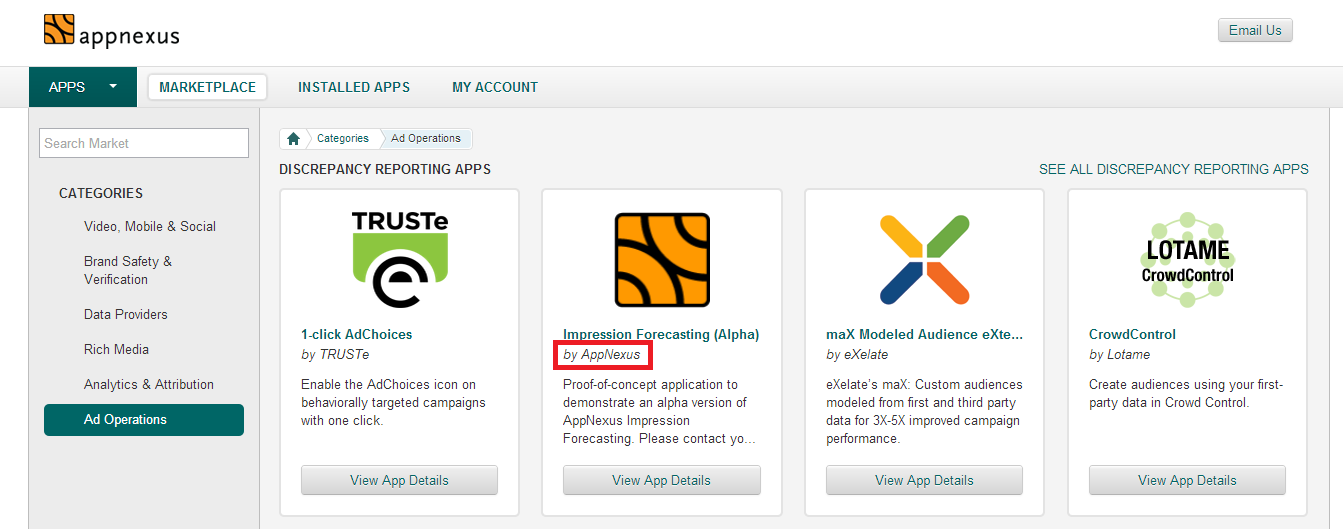 appnexus
Email Us
APPS
MARKETPLACE
INSTALLED APPS
MY ACCOUNT
Search Market
CATEGORIES
Video, Mobile & Social
Brand Safety &
Verification
Data Providers
Rich Media
Analytics & Attribution
Ad Operations
Categories
Ad Operations
DISCREPANCY REPORTING APPS
SEE ALL DISCREPANCY REPORTING APPS
TRUSTe
e
1-click AdChoices
by TRUSTe
Enable the AdChoices icon on
behaviorally targeted campaigns
with one click.
View App Details
Impression Forecasting (Alpha)
by AppNexus
Proof-of-concept application to
demonstrate an alpha version of
AppNexus Impression
Forecasting. Please contact yo...
View App Details
maX Modeled Audience eXte...
by eXelate
eXelate's maX: Custom audiences
modeled from first and third party
data for 3X-5X improved campaign
performance.
View App Details
LOTAME
CrowdControl
CrowdControl
by Lotame
Create audiences using your first-
party data in Crowd Control.
View App Details